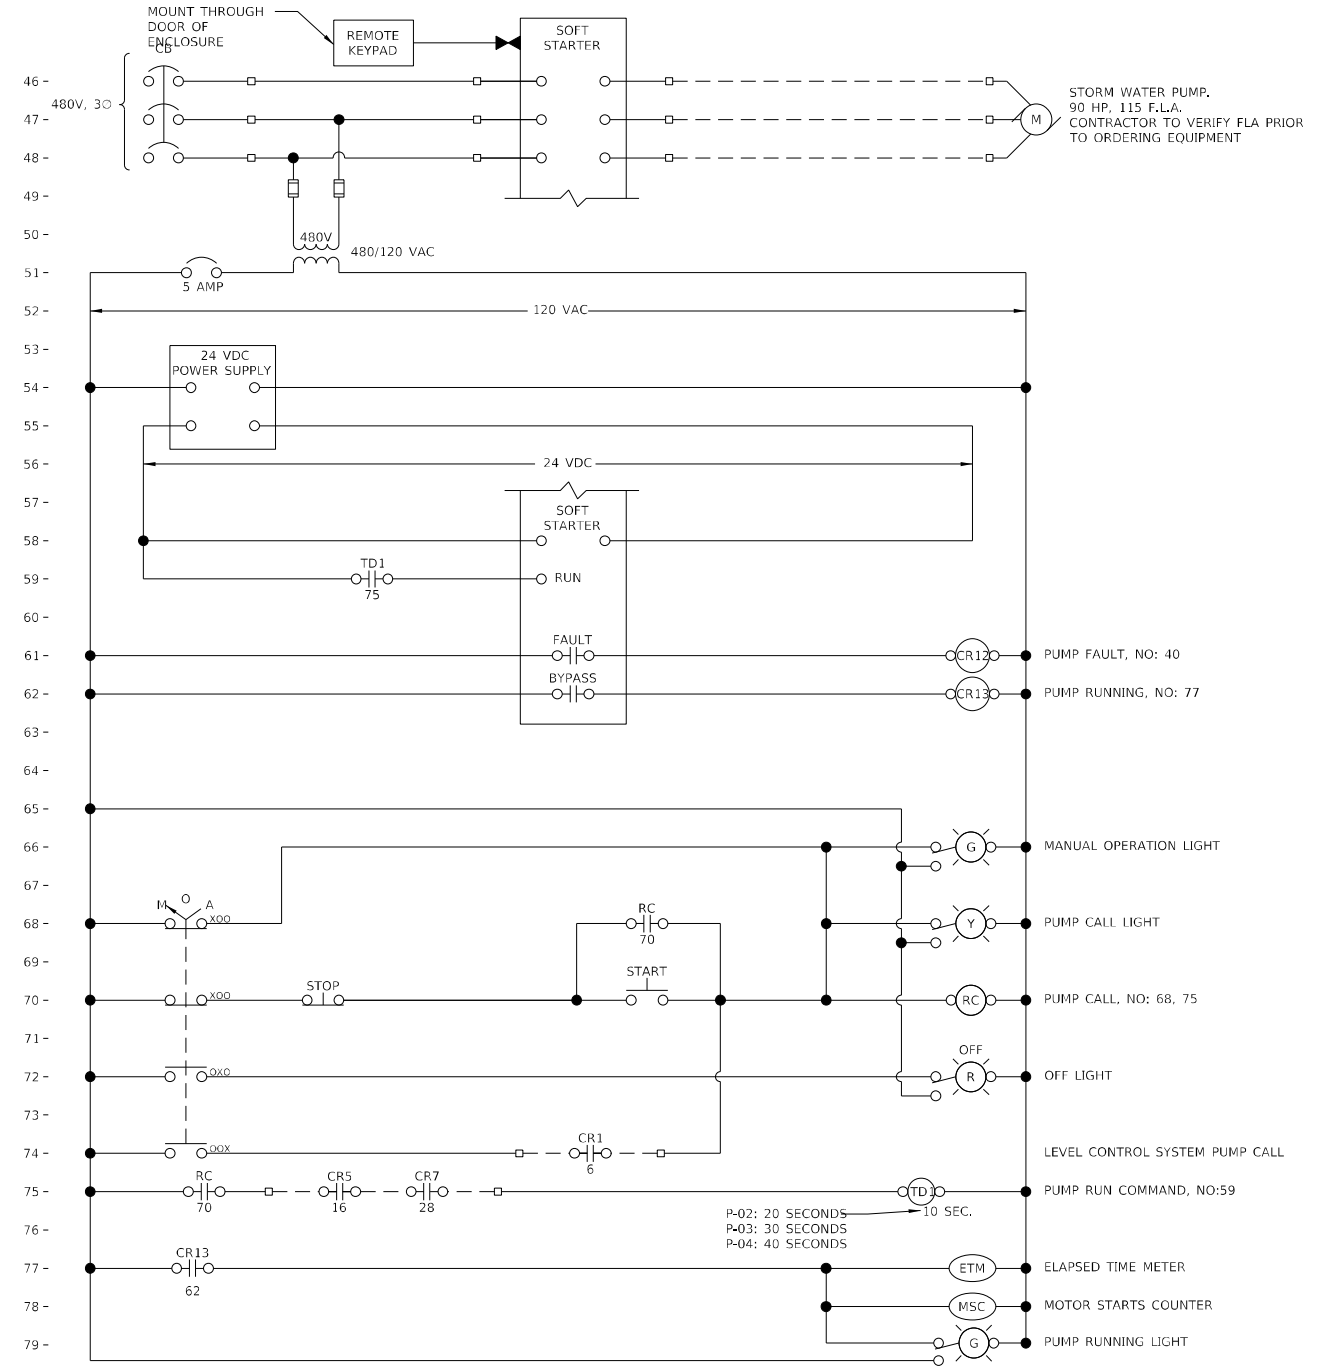 MOUNT THROUGH
DOOR OF
ENCLOSURE
CB
REMOTE
KEYPAD
SOFT
STARTER
46
480V, 3∅
47
48
M
STORM WATER PUMP.
90 HP, 115 F.L.A.
CONTRACTOR TO VERIFY FLA PRIOR
TO ORDERING EQUIPMENT
49
50
480V
480/120 VAC
51
5 AMP
52
120 VAC
53
24 VDC
POWER SUPPLY
54
55
56
24 VDC
57
SOFT
STARTER
58
TD1
59
75
RUN
60
FAULT
61
CR12
PUMP FAULT, NO: 40
BYPASS
62
CR13
PUMP RUNNING, NO: 77
63
64
65
66
G
MANUAL OPERATION LIGHT
67
M
O
A
RC
68
XOO
70
Y
PUMP CALL LIGHT
69
STOP
START
70
XOO
RC
PUMP CALL, NO: 68, 75
71
OFF
72
OXO
R
OFF LIGHT
73
CR1
74
OOX
6
LEVEL CONTROL SYSTEM PUMP CALL
RC
CR5
CR7
75
70
16
28
TD1
PUMP RUN COMMAND, NO:59
P-02: 20 SECONDS
10 SEC.
76
P-03: 30 SECONDS
P-04: 40 SECONDS
CR13
77
62
ETM
ELAPSED TIME METER
78
MSC
MOTOR STARTS COUNTER
79
G
PUMP RUNNING LIGHT